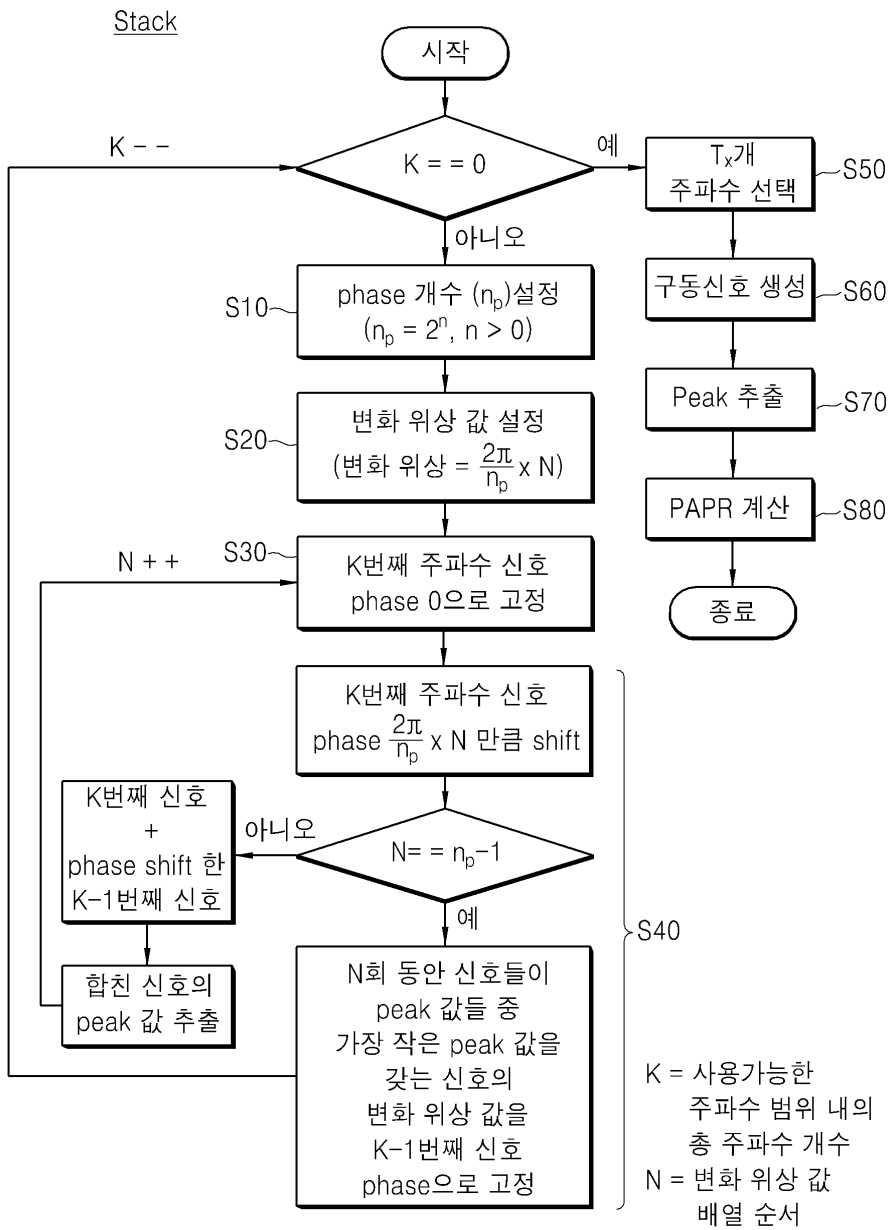 Stack
시작
K - -
K = = 0
예
아니오
T_x개
주파수 선택
S50
S10
phase 개수 (n_p)설정
(n_p = 2^n, n > 0)
구동신호 생성
S60
S20
변화 위상 값 설정
(변화 위상 = 2π/n_p x N)
Peak 추출
S70
PAPR 계산
S80
종료
N + +
S30
K번째 주파수 신호
phase 0으로 고정
K번째 주파수 신호
phase 2π/n_p x N 만큼 shift
K번째 신호
+
phase shift 한
K-1번째 신호
아니오
N= = n_p-1
예
S40
합친 신호의
peak 값 추출
N회 동안 신호들이
peak 값들 중
가장 작은 peak 값을
갖는 신호의
변화 위상 값을
K-1번째 신호
phase으로 고정
K = 사용가능한
주파수 범위 내의
총 주파수 개수
N = 변화 위상 값
배열 순서